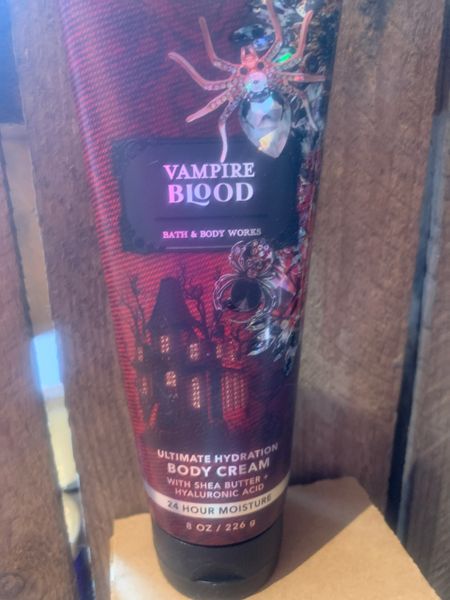 VAMPIRE
BLOOD
BATH & BODY WORKS
ULTIMATE HYDRATION
BODY CREAM
WITH SHEA BUTTER +
HYALURONIC ACID
24 HOUR MOISTURE
8 OZ / 226 g